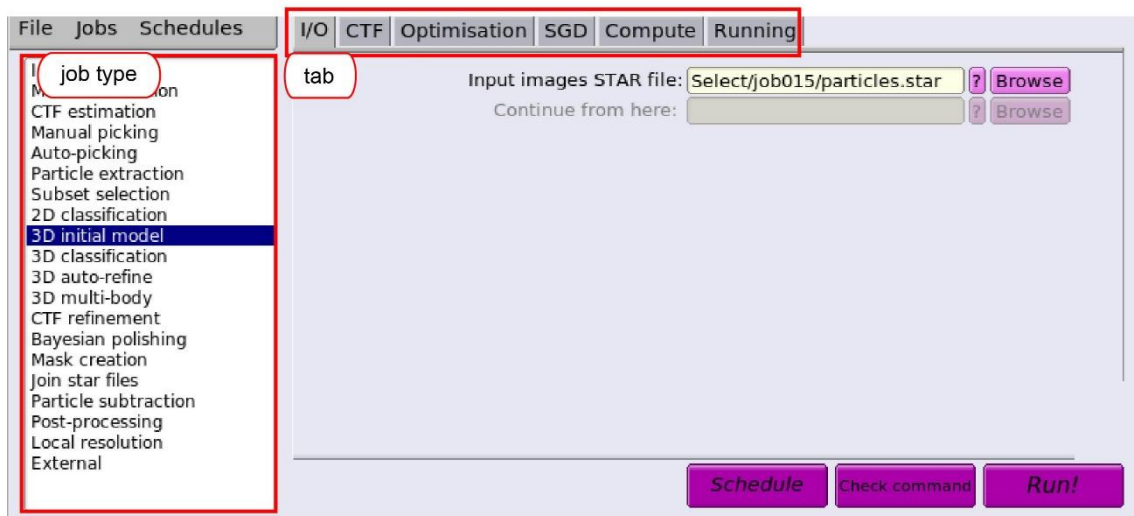 File Jobs Schedules
I/O CTF Optimisation SGD Compute Running
job type
tab
Input images STAR file: Select/job015/particles.star ? Browse
Continue from here: ? Browse
CTF estimation
Manual picking
Auto-picking
Particle extraction
Subset selection
2D classification
3D initial model
3D classification
3D auto-refine
3D multi-body
CTF refinement
Bayesian polishing
Mask creation
Join star files
Particle subtraction
Post-processing
Local resolution
External
Schedule Check command Run!